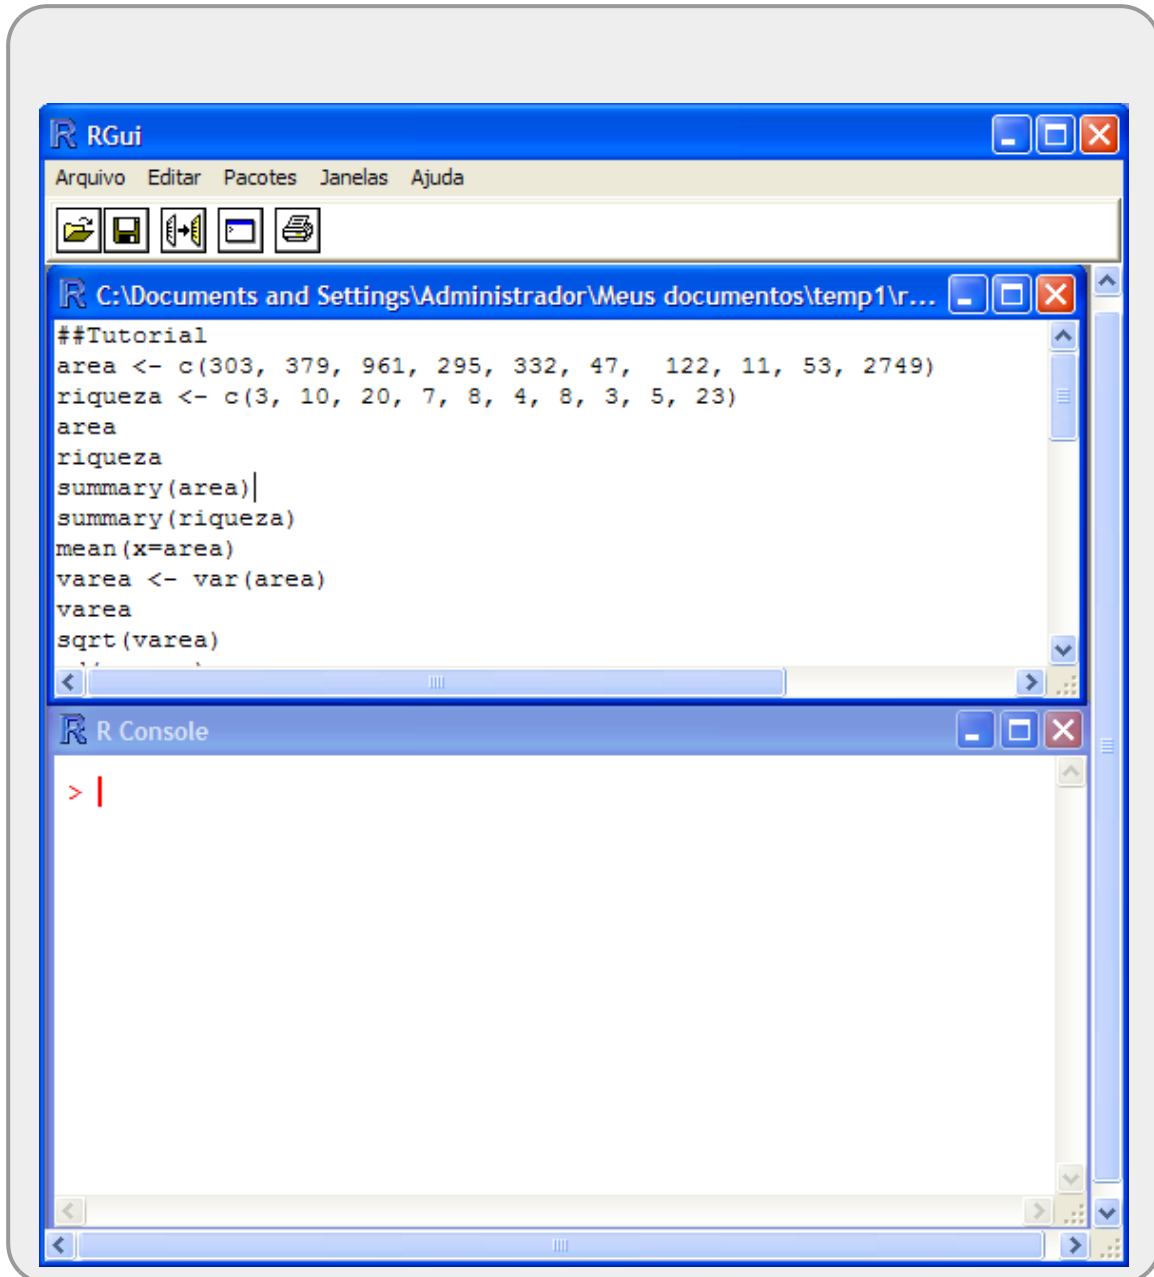 RGui
Arquivo Editar Pacotes Janelas Ajuda
C:\Documents and Settings\Administrador\Meus documentos\temp1\r...
##Tutorial
area <- c(303, 379, 961, 295, 332, 47,  122, 11, 53, 2749)
riqueza <- c(3, 10, 20, 7, 8, 4, 8, 3, 5, 23)
area
riqueza
summary(area)
summary(riqueza)
mean(x=area)
varea <- var(area)
varea
sqrt(varea)
R Console
>